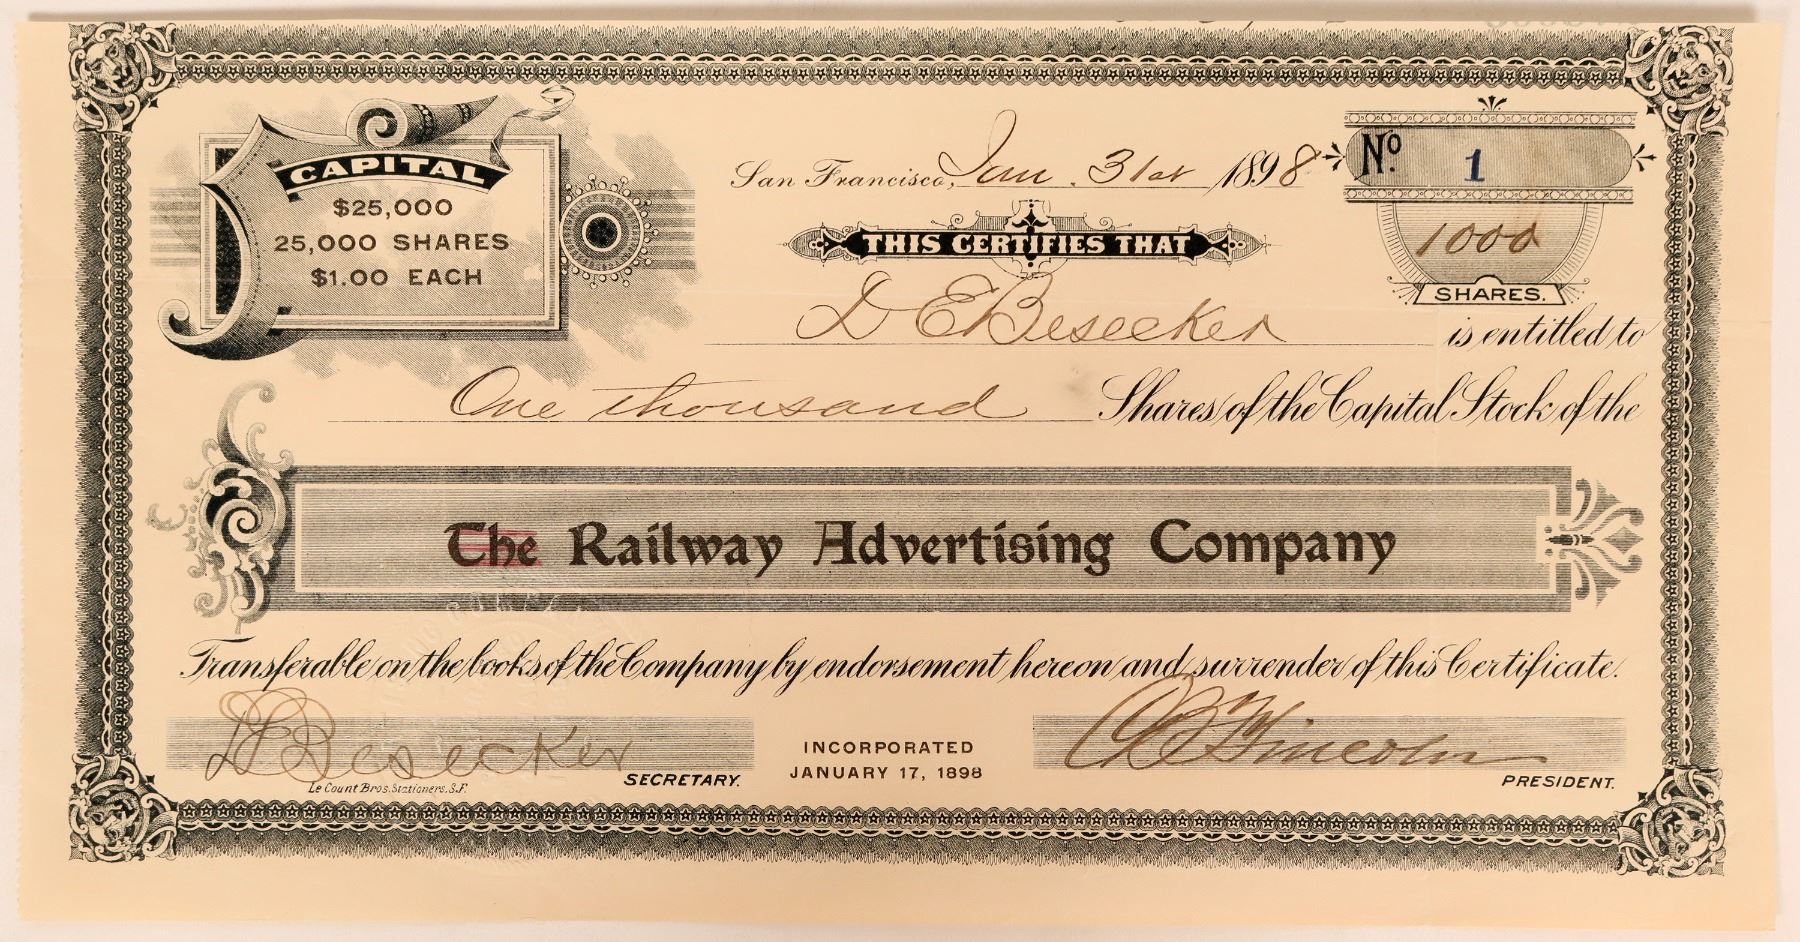 CAPITAL
$25,000
25,000 SHARES
$1.00 EACH
San Francisco, Jan. 31st 1898
No. 1
1000
SHARES.
THIS CERTIFIES THAT
D E Besecker is entitled to
One thousand Shares of the Capital Stock of the
The Railway Advertising Company
Transferable on the books of the Company by endorsement hereon and surrender of this Certificate.
D E Besecker
SECRETARY.
Le Count Bros. Stationers. S.F.
INCORPORATED
JANUARY 17, 1898
Lincoln
PRESIDENT.